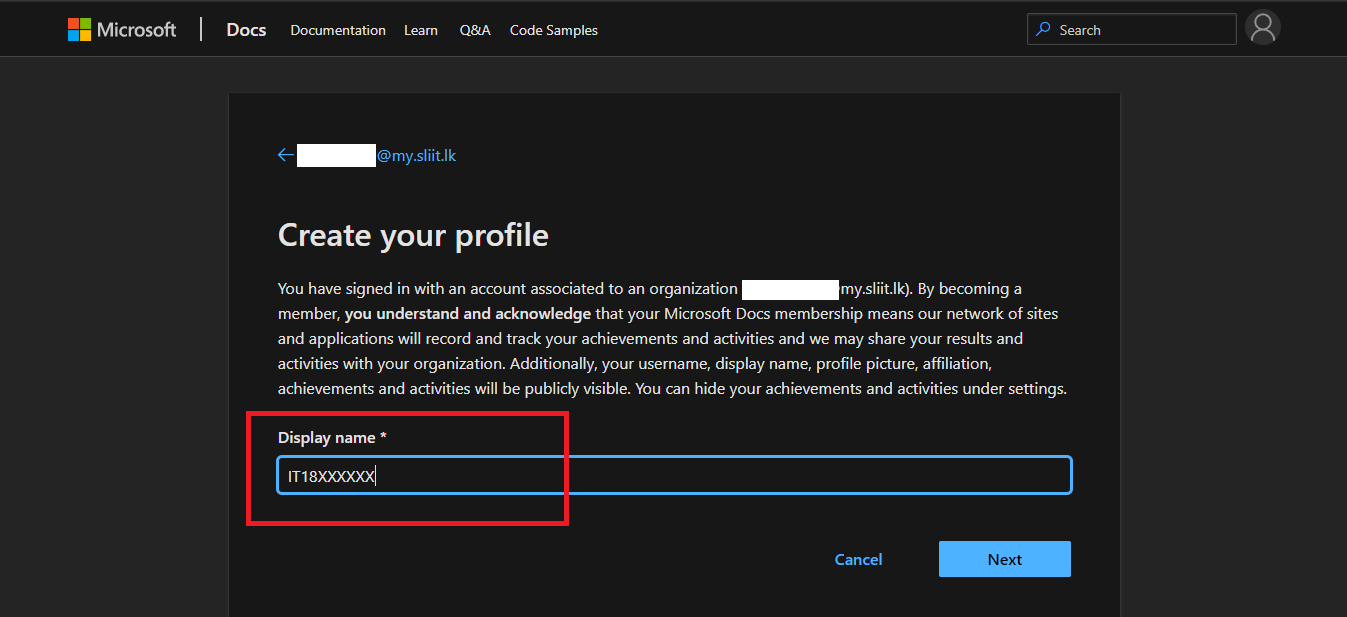 Microsoft Docs Documentation Learn Q&A Code Samples Search
@my.sliit.lk
Create your profile
You have signed in with an account associated to an organization my.sliit.lk). By becoming a
member, you understand and acknowledge that your Microsoft Docs membership means our network of sites
and applications will record and track your achievements and activities and we may share your results and
activities with your organization. Additionally, your username, display name, profile picture, affiliation,
achievements and activities will be publicly visible. You can hide your achievements and activities under settings.
Display name *
IT18XXXXXX
Cancel Next